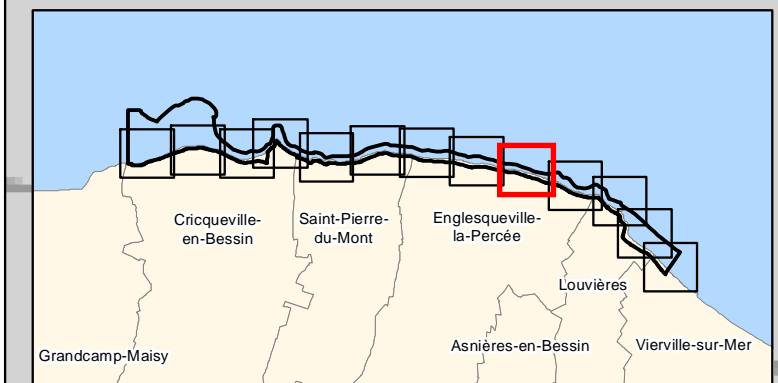 Cricqueville-
en-Bessin
Saint-Pierre-
du-Mont
Englesqueville-
la-Percée
Louvières
Grandcamp-Maisy
Asnières-en-Bessin
Vierville-sur-Mer